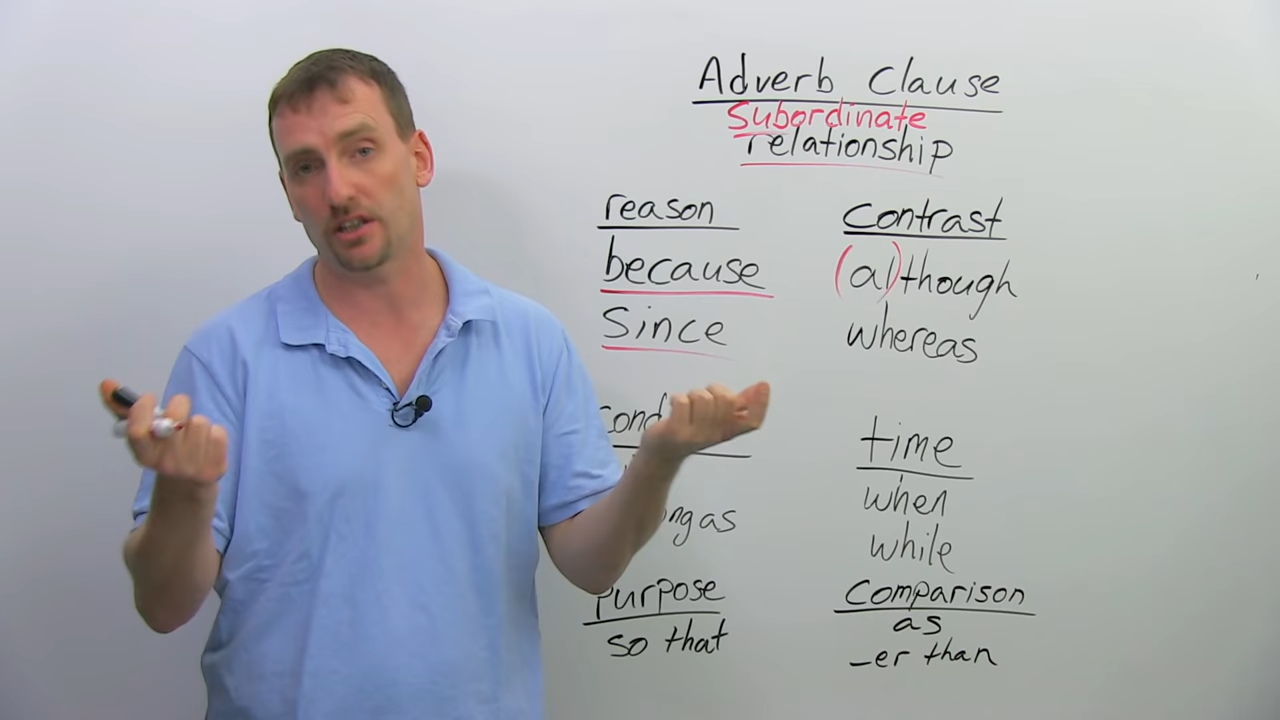 Adverb Clause
Subordinate
relationship
reason
because
Since
Contrast
(al)though
whereas
time
when
while
purpose
so that
Comparison
as
-er than